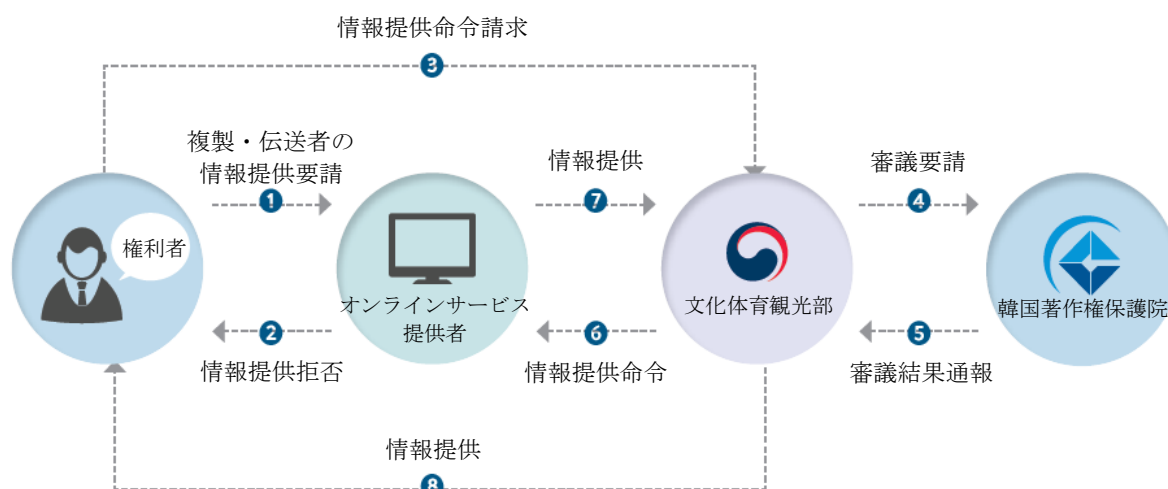 情報提供命令請求
3
複製・伝送者の
情報提供要請
1
情報提供
7
審議要請
4
権利者
オンラインサービス
提供者
文化体育観光部
韓国著作権保護院
2
情報提供拒否
6
情報提供命令
5
審議結果通報
情報提供
8